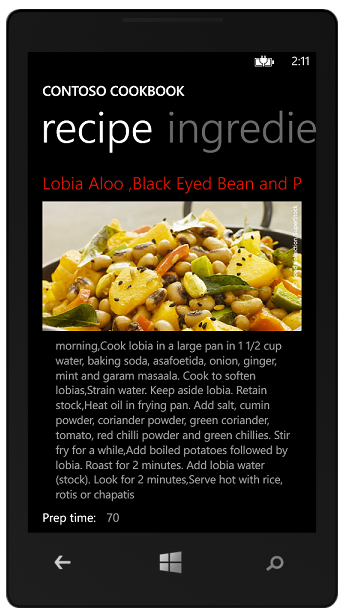 2:11
CONTOSO COOKBOOK
recipe ingredie
Lobia Aloo ,Black Eyed Bean and P
morning,Cook lobia in a large pan in 1 1/2 cup
water, baking soda, asafoetida, onion, ginger,
mint and garam masaala. Cook to soften
lobias,Strain water. Keep aside lobia. Retain
stock,Heat oil in frying pan. Add salt, cumin
powder, coriander powder, green coriander,
tomato, red chilli powder and green chillies. Stir
fry for a while,Add boiled potatoes followed by
lobia. Roast for 2 minutes. Add lobia water
(stock). Look for 2 minutes,Serve hot with rice,
rotis or chapatis
Prep time: 70